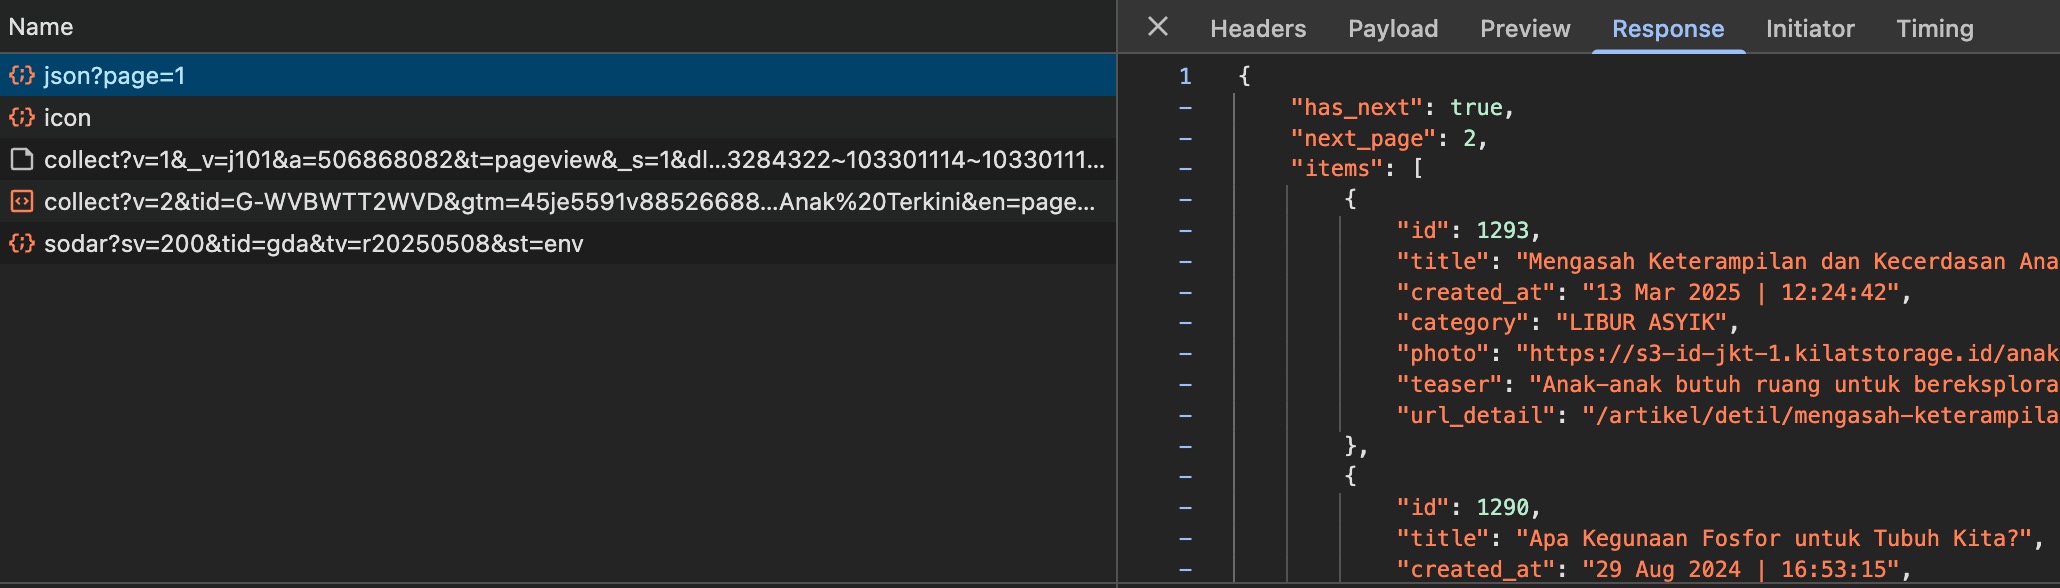 Name
json?page=1
icon
collect?v=1&_v=j101&a=506868082&t=pageview&_s=1&dl...3284322~103301114~10330111...
collect?v=2&tid=G-WVBWTT2WVD&gtm=45je5591v88526688...Anak%20Terkini&en=page...
sodar?sv=200&tid=gda&tv=r20250508&st=env
Headers Payload Preview Response Initiator Timing
1 {
"has_next": true,
"next_page": 2,
"items": [
{
"id": 1293,
"title": "Mengasah Keterampilan dan Kecerdasan Ana
"created_at": "13 Mar 2025 | 12:24:42",
"category": "LIBUR ASYIK",
"photo": "https://s3-id-jkt-1.kilatstorage.id/anak
"teaser": "Anak-anak butuh ruang untuk bereksplora
"url_detail": "/artikel/detil/mengasah-keterampila
},
{
"id": 1290,
"title": "Apa Kegunaan Fosfor untuk Tubuh Kita?",
"created_at": "29 Aug 2024 | 16:53:15",